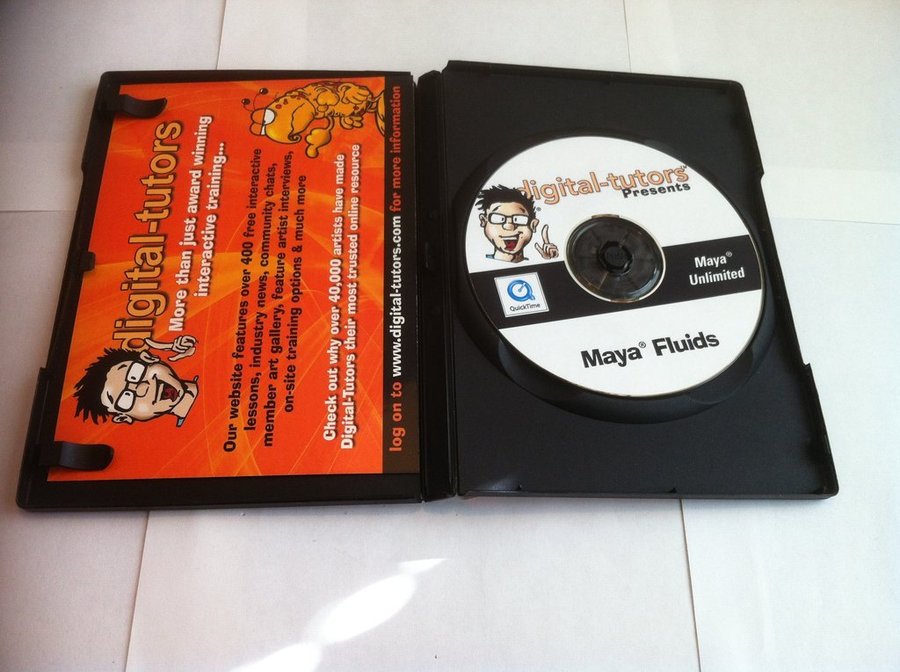 digital-tutors
More than just award winning
interactive training...
Our website features over 400 free interactive
lessons, industry news, community chats,
member art gallery, feature artist interviews,
on-site training options & much more
Check out why over 40,000 artists have made
Digital-Tutors their most trusted online resource
log on to www.digital-tutors.com for more information
digital-tutors
Presents
Maya®
Unlimited
QuickTime
Maya® Fluids